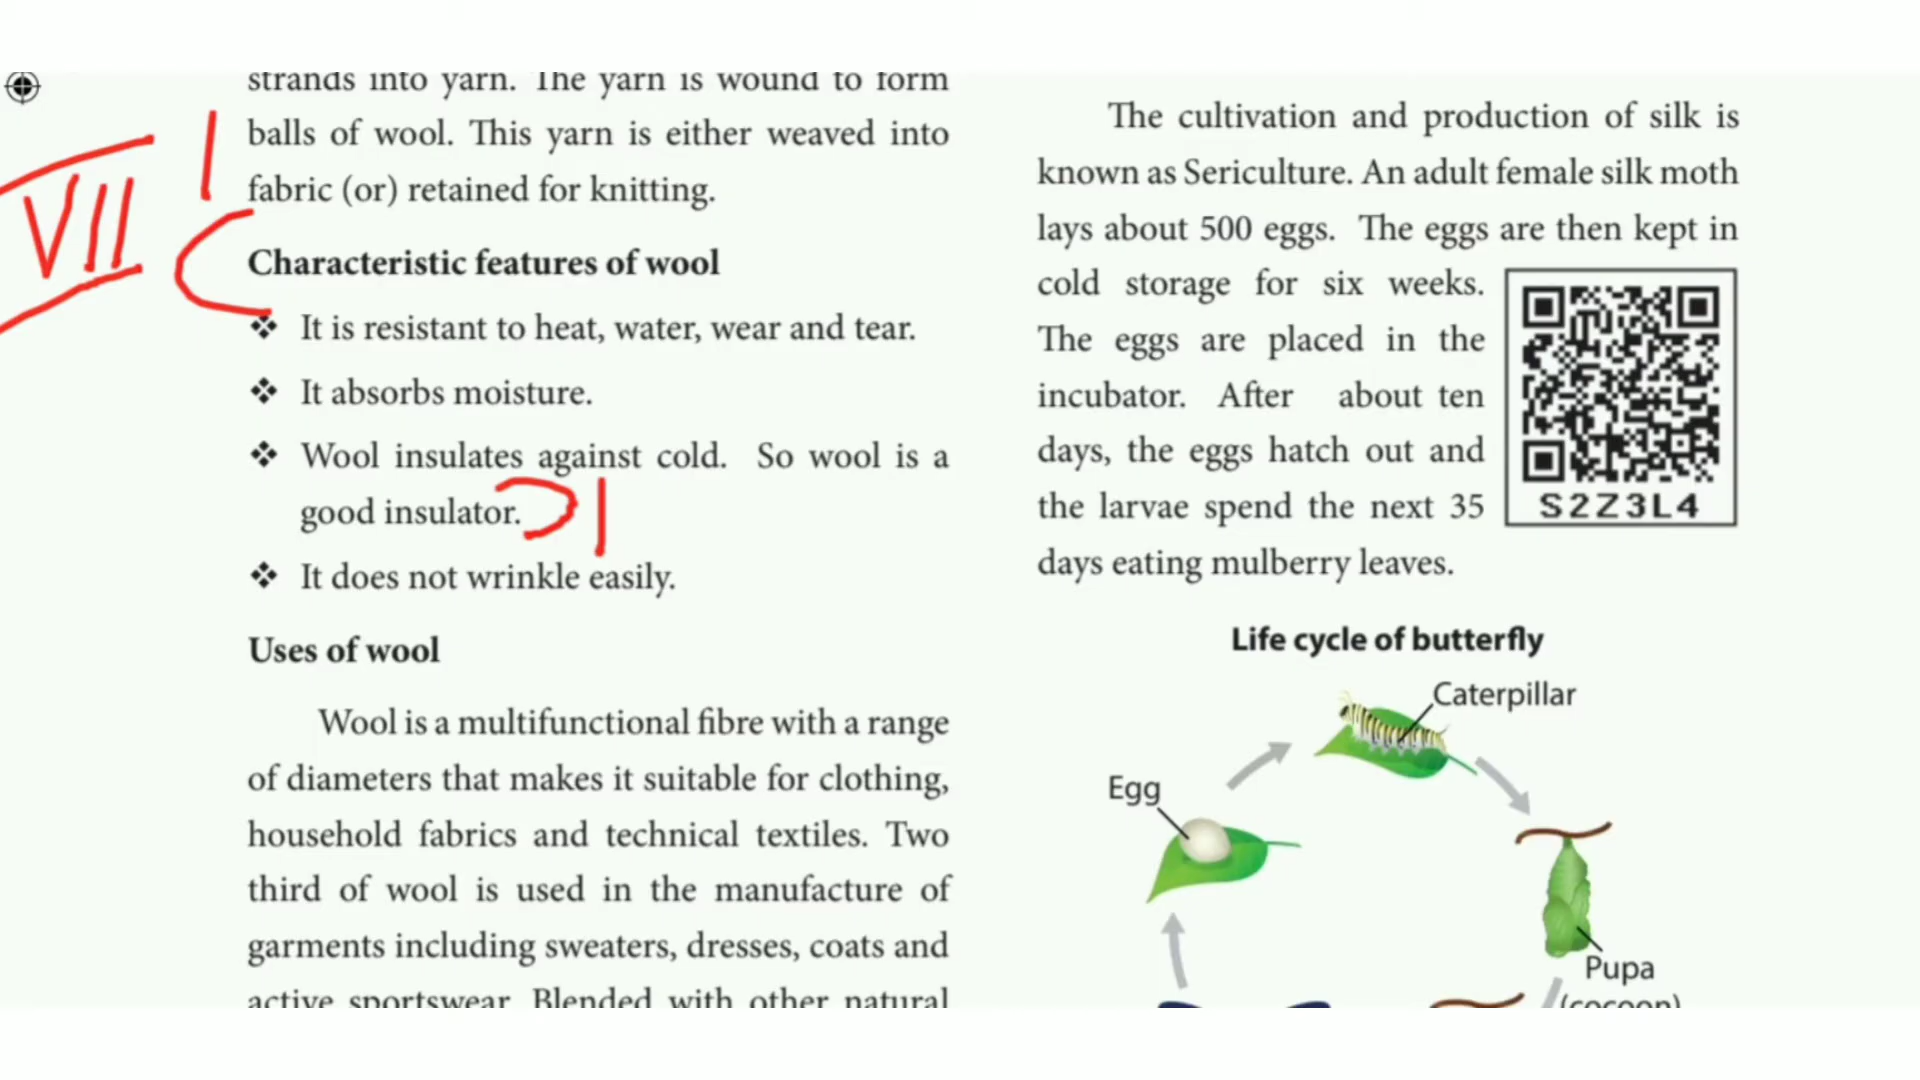 strands into yarn. The yarn is wound to form
balls of wool. This yarn is either weaved into
fabric (or) retained for knitting.
VII
Characteristic features of wool
❖ It is resistant to heat, water, wear and tear.
❖ It absorbs moisture.
❖ Wool insulates against cold. So wool is a
good insulator.
❖ It does not wrinkle easily.
Uses of wool
Wool is a multifunctional fibre with a range
of diameters that makes it suitable for clothing,
household fabrics and technical textiles. Two
third of wool is used in the manufacture of
garments including sweaters, dresses, coats and
active sportswear. Blended with other natural
The cultivation and production of silk is
known as Sericulture. An adult female silk moth
lays about 500 eggs. The eggs are then kept in
cold storage for six weeks.
The eggs are placed in the
incubator. After about ten
days, the eggs hatch out and
the larvae spend the next 35
days eating mulberry leaves.
S2Z3L4
Life cycle of butterfly
Caterpillar
Egg
Pupa
(cocoon)